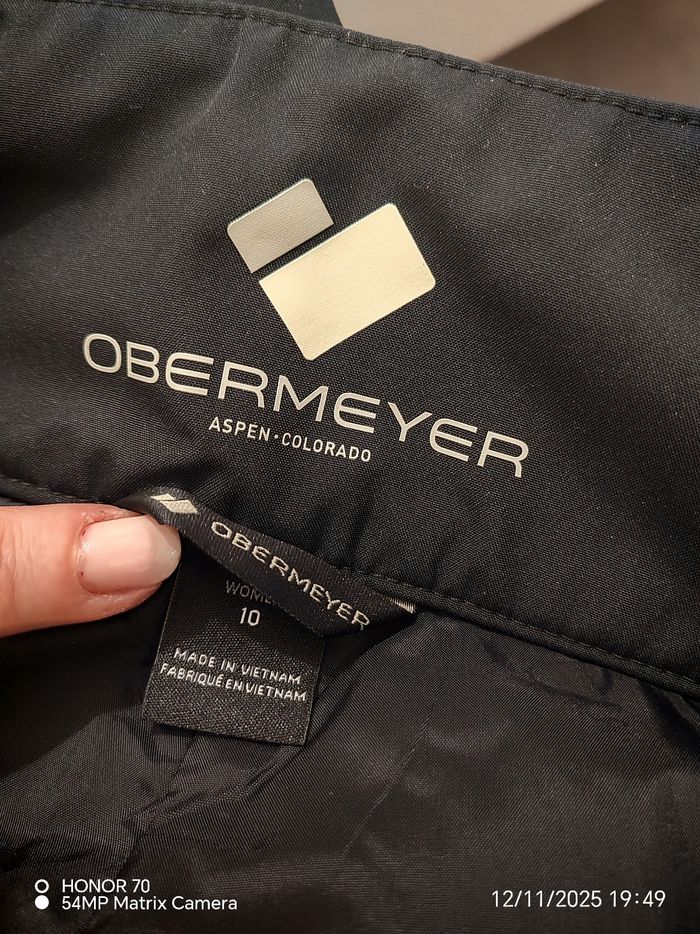 OBERMEYER
ASPEN·COLORADO
OBERMEYER
10
MADE IN VIETNAM
FABRIQUÉ EN VIETNAM
HONOR 70
54MP Matrix Camera
12/11/2025 19:49